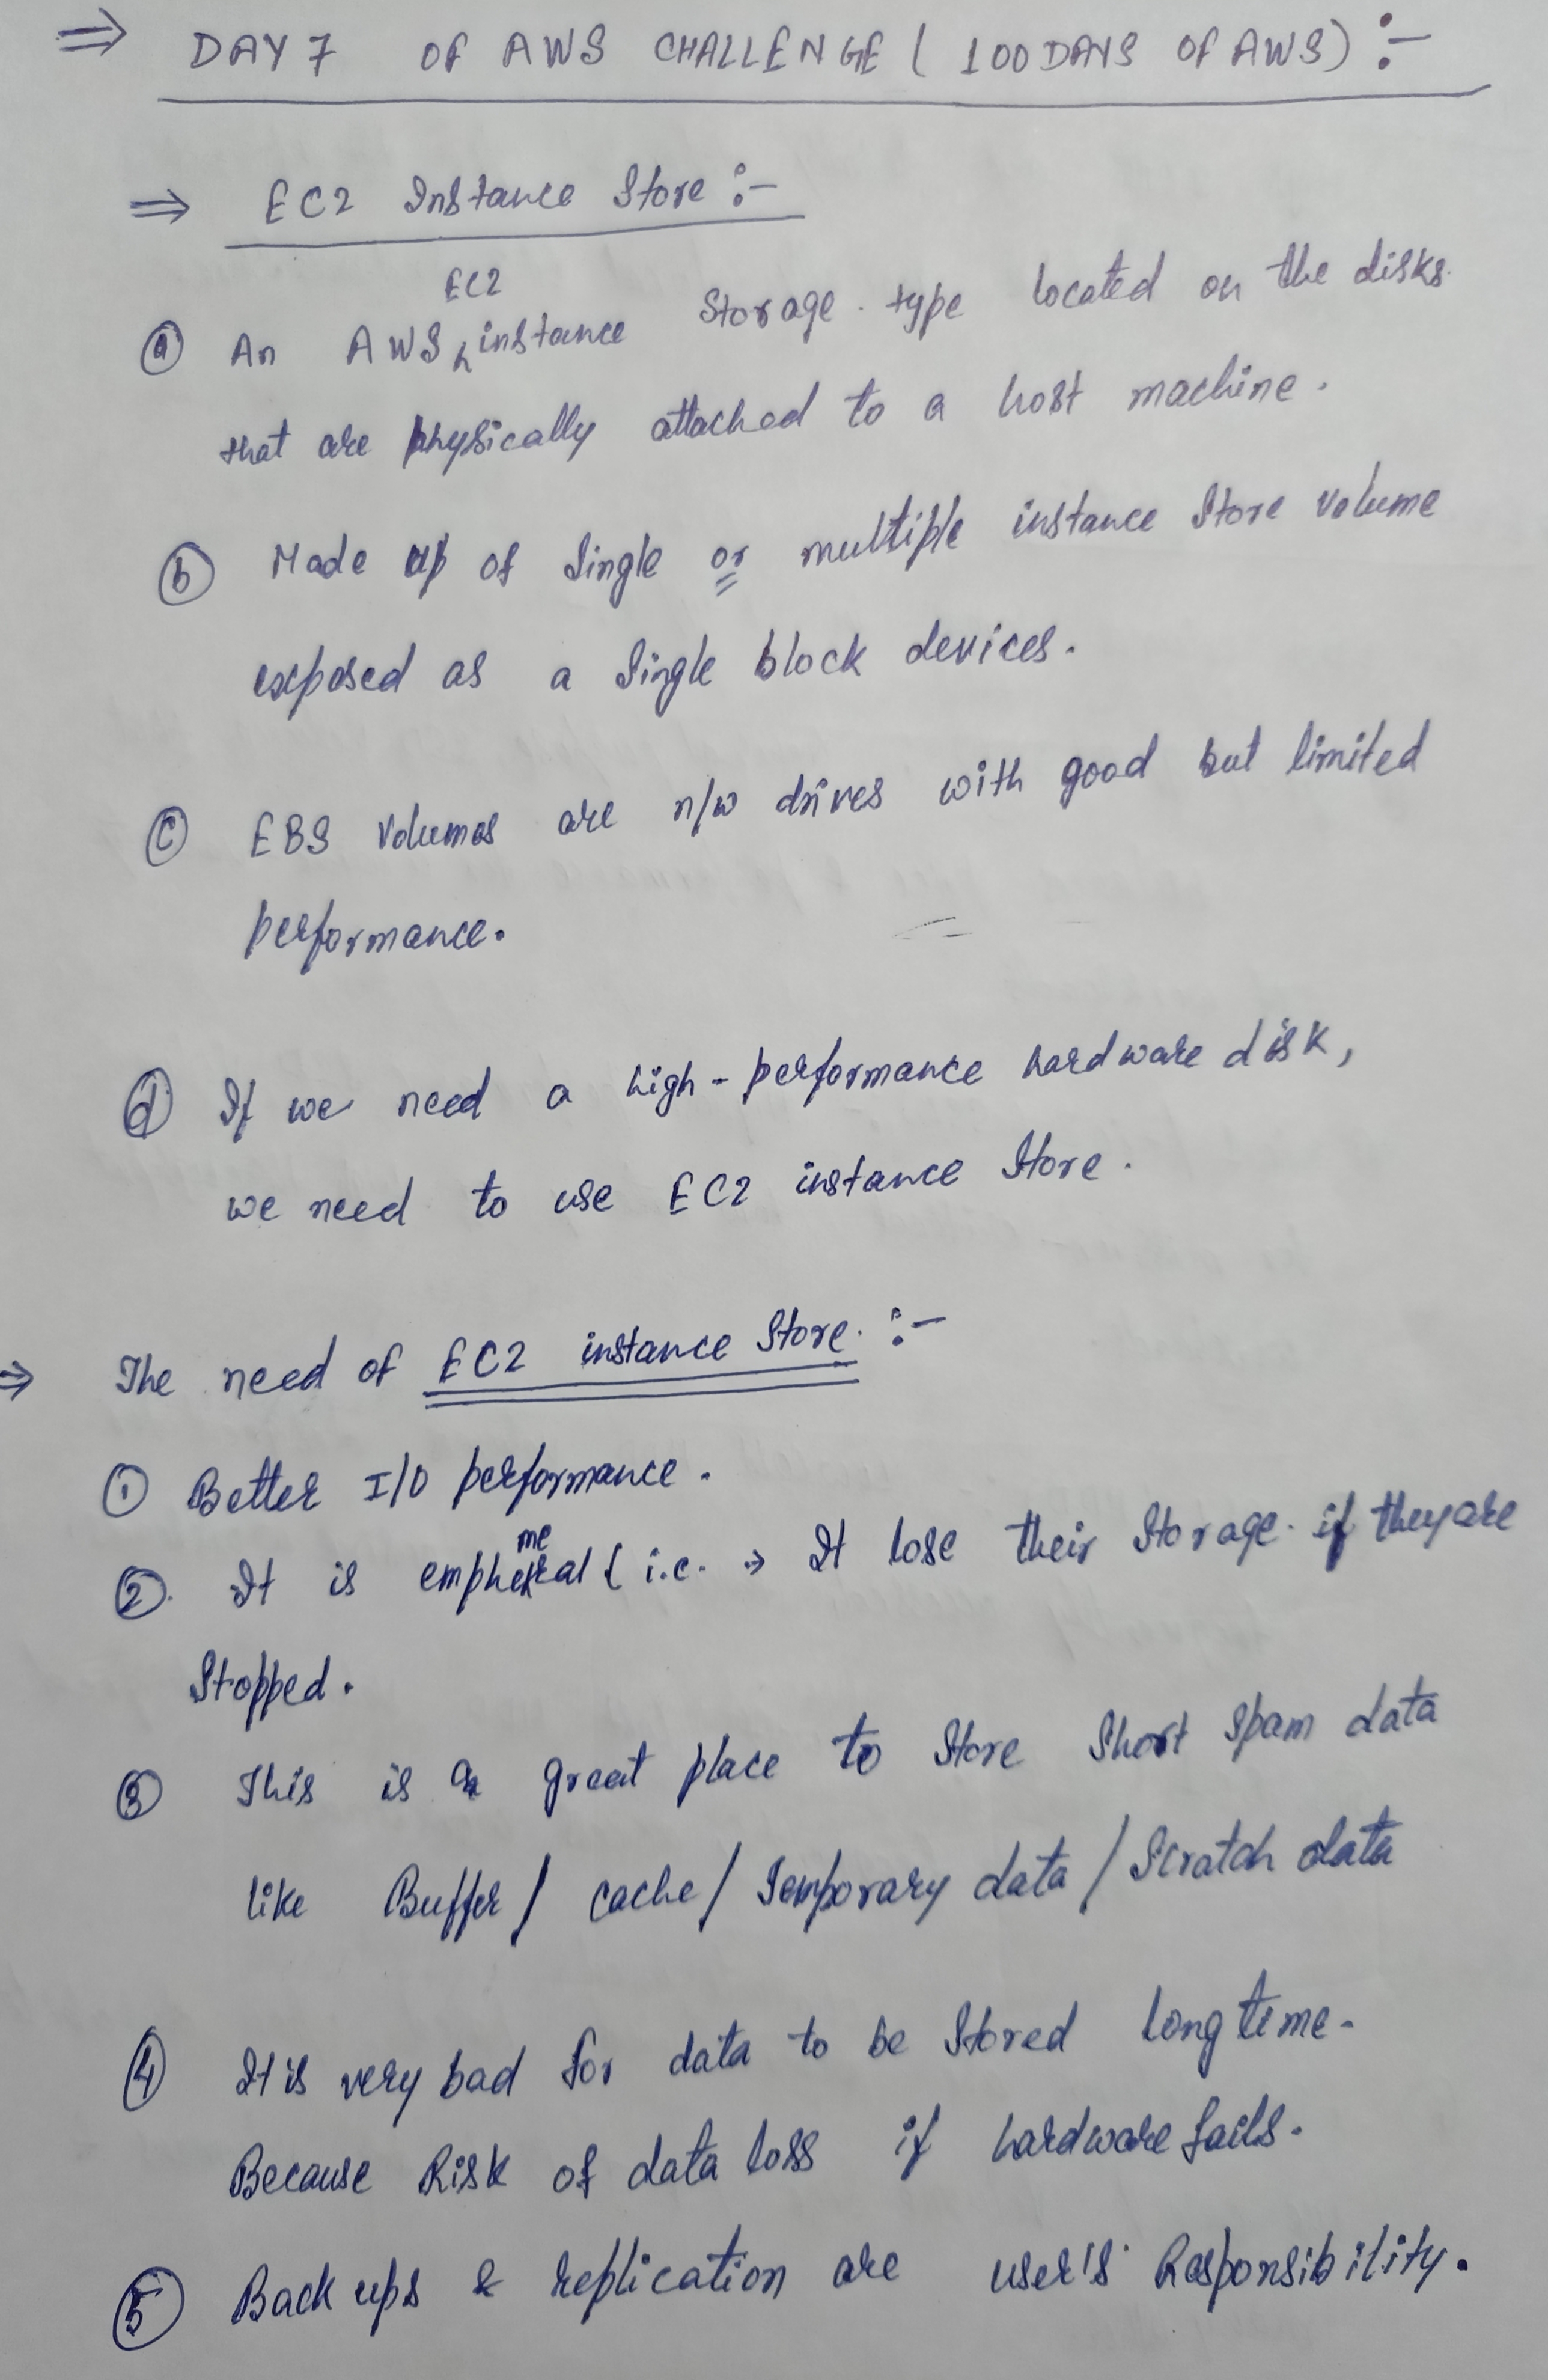 ⇒ DAY 7 OF AWS CHALLENGE ( 100 DAYS OF AWS) :-
⇒ EC2 Instance Store :-
EC2
ⓐ An AWS instance Storage type located on the disks
that are physically attached to a host machine.
ⓑ Made up of Single or multiple instance Store volume
exposed as a Single block devices.
ⓒ EBS Volumes are n/w drives with good but limited
performance.
ⓓ If we need a high-performance hardware disk,
we need to use EC2 instance Store.
⇒ The need of EC2 instance Store. :-
① Better I/O performance.
② It is emphemeral ( i.e. → It lose their Storage if they are
Stopped.
③ This is a great place to Store Short Spam data
like Buffer / cache / Temporary data / Scratch data
④ It is very bad for data to be Stored long time.
Because Risk of data loss if hardware fails.
⑤ Back ups & replication are user's Responsibility.